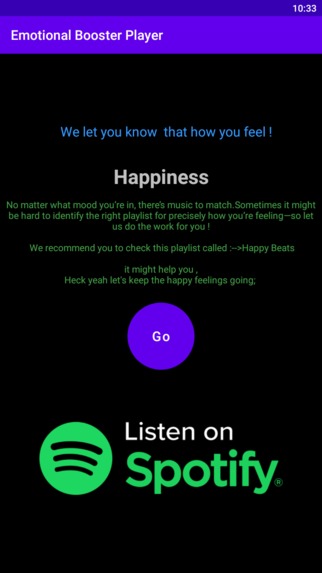 10:33
Emotional Booster Player
We let you know  that how you feel !
Happiness
No matter what mood you're in, there's music to match.Sometimes it might
be hard to identify the right playlist for precisely how you're feeling—so let
us do the work for you !
We recommend you to check this playlist called :-->Happy Beats
it might help you ,
Heck yeah let's keep the happy feelings going;
Go
Listen on
Spotify®